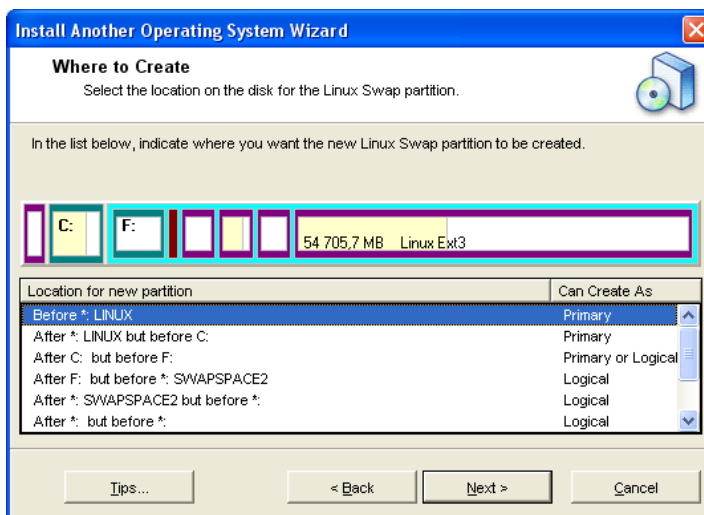 Install Another Operating System Wizard
Where to Create
Select the location on the disk for the Linux Swap partition.
In the list below, indicate where you want the new Linux Swap partition to be created.
C:
F:
54 705,7 MB Linux Ext3
Location for new partition Can Create As
Before *: LINUX Primary
After *: LINUX but before C: Primary
After C: but before F: Primary or Logical
After F: but before *: SWAPSPACE2 Logical
After *: SWAPSPACE2 but before *: Logical
After *: but before *: Logical
Tips... < Back Next > Cancel